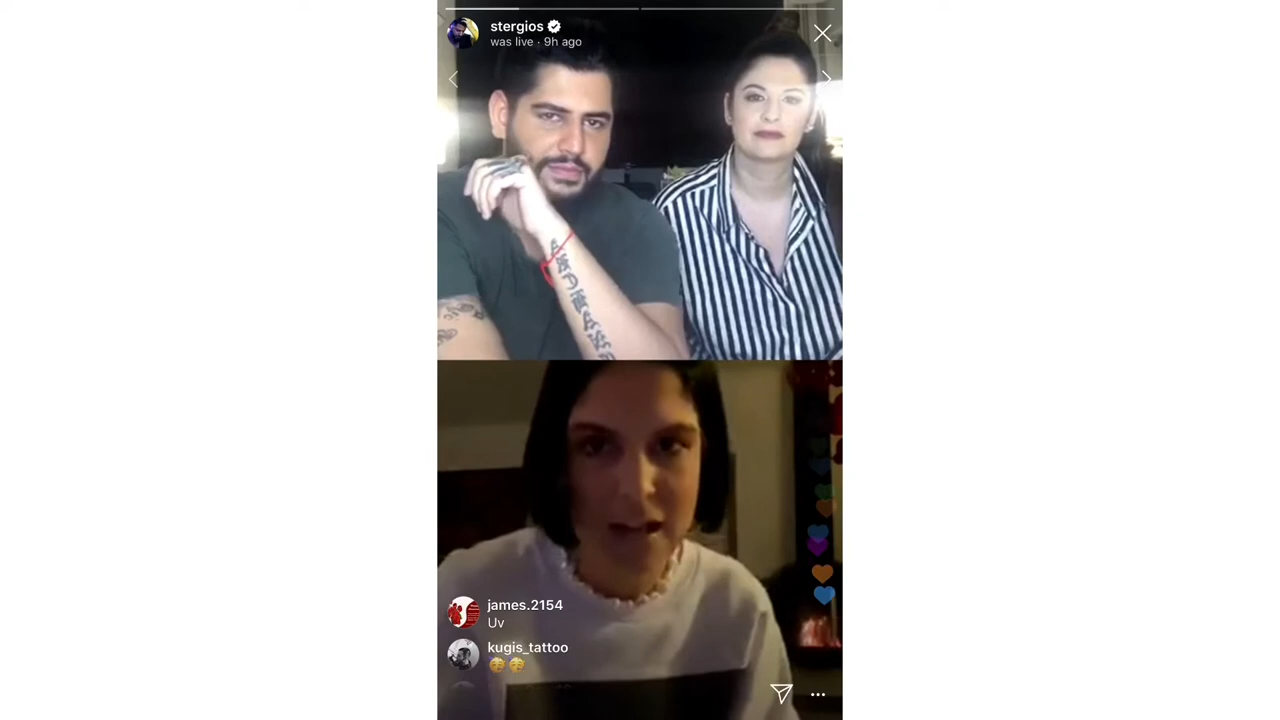 stergios
was live · 9h ago
james.2154
Uv
kugis_tattoo
🥳🥳